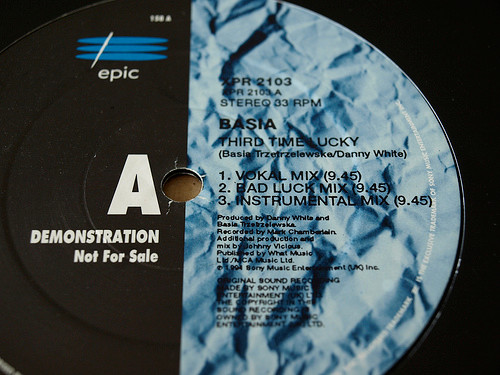 158 A
epic
XPR 2103
XPR 2103 A
STEREO 33 RPM
BASIA
THIRD TIME LUCKY
(Basia Trzetrzelewska/Danny White)
1. VOKAL MIX (9.45)
2. BAD LUCK MIX (9.45)
3. INSTRUMENTAL MIX (9.45)
A
DEMONSTRATION
Not For Sale
Produced by Danny White and
Basia Trzetrzelewska.
Recorded by Mark Chamberlain.
Additional production and
mix by Johnny Vicious.
Published by What Music
Ltd./MCA Music Ltd.
© 1994 Sony Music Entertainment (UK) Inc.
ORIGINAL SOUND RECORDING
MADE BY SONY MUSIC
ENTERTAINMENT (UK) LTD
THE COPYRIGHT IN THIS
SOUND RECORDING IS
OWNED BY SONY MUSIC
ENTERTAINMENT (UK) LTD.